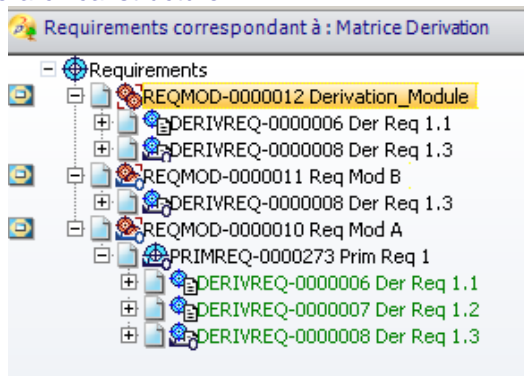 Requirements correspondant à : Matrice Derivation
Requirements
REQMOD-0000012 Derivation_Module
DERIVREQ-0000006 Der Req 1.1
DERIVREQ-0000008 Der Req 1.3
REQMOD-0000011 Req Mod B
DERIVREQ-0000008 Der Req 1.3
REQMOD-0000010 Req Mod A
PRIMREQ-0000273 Prim Req 1
DERIVREQ-0000006 Der Req 1.1
DERIVREQ-0000007 Der Req 1.2
DERIVREQ-0000008 Der Req 1.3